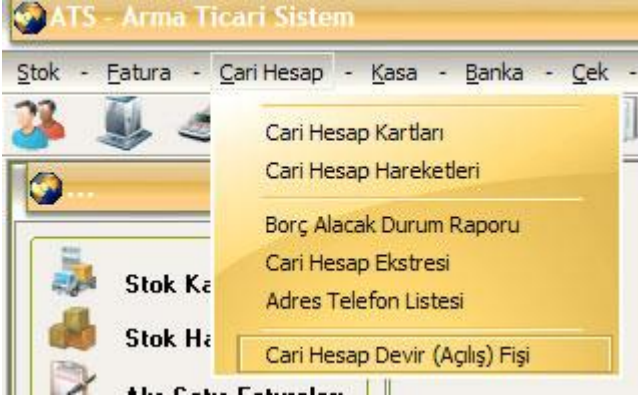 ATS - Arma Ticari Sistem
Stok - Fatura - Cari Hesap - Kasa - Banka - Çek -
Cari Hesap Kartları
Cari Hesap Hareketleri
...
Borç Alacak Durum Raporu
Cari Hesap Ekstresi
Stok Ka
Adres Telefon Listesi
Stok Ha
Cari Hesap Devir (Açılış) Fişi